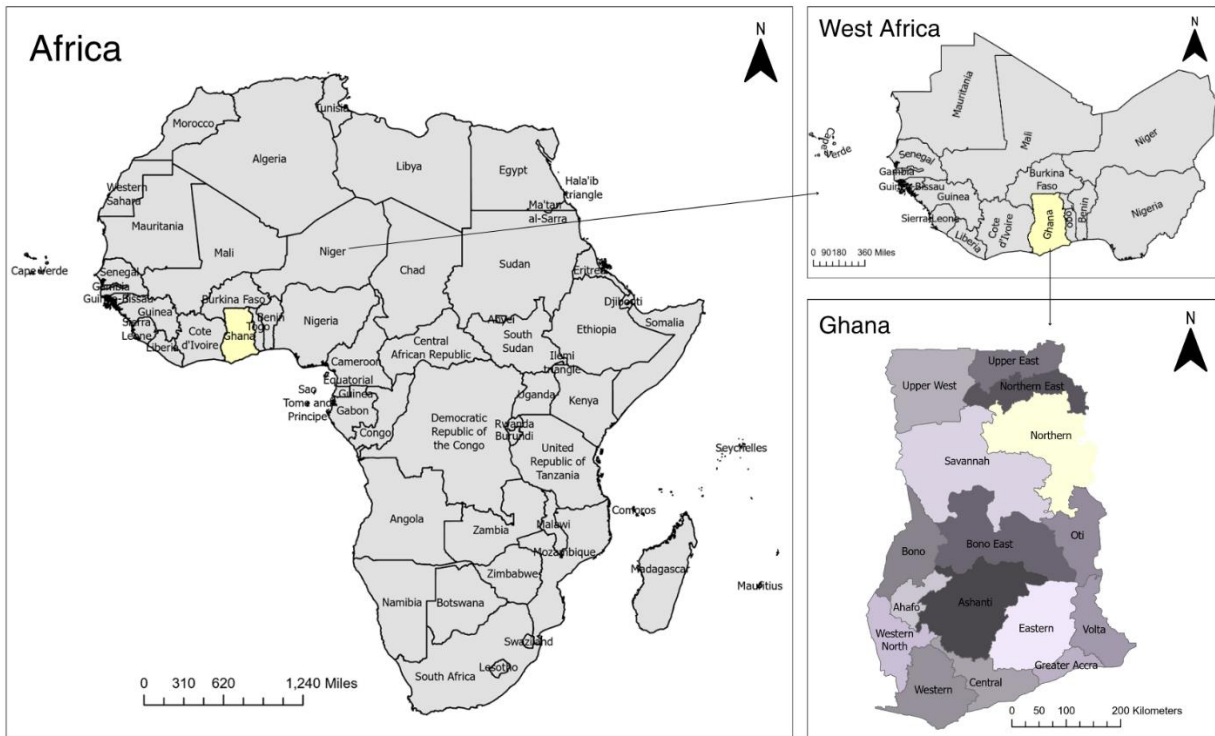 Africa
N
Tunisia
Morocco
Algeria
Libya
Egypt
Western
Sahara
Hala'ib
triangle
Ma'tan
al-Sarra
Mauritania
Mali
Niger
Chad
Sudan
Cape Verde
Senegal
Gambia
Guinea-Bissau
Guinea
Sierra
Leone
Liberia
Cote
d'Ivoire
Burkina Faso
Ghana
Togo
Benin
Nigeria
Eritrea
Djibouti
Somalia
Ethiopia
Abyei
South
Sudan
Ilemi
triangle
Central
African Republic
Cameroon
Equatorial
Guinea
Sao
Tome and
Principe
Gabon
Congo
Democratic
Republic of
the Congo
Uganda
Kenya
Rwanda
Burundi
United
Republic of
Tanzania
Seychelles
Comoros
Angola
Zambia
Malawi
Mozambique
Zimbabwe
Madagascar
Mauritius
Namibia
Botswana
Swaziland
Lesotho
South Africa
0 310 620 1,240 Miles
West Africa
N
Mauritania
Mali
Niger
Cape
Verde
Senegal
Gambia
Guinea-Bissau
Guinea
Sierra Leone
Liberia
Cote
d'Ivoire
Burkina
Faso
Ghana
Togo
Benin
Nigeria
0 90 180 360 Miles
Ghana
N
Upper East
Upper West
Northern East
Northern
Savannah
Oti
Bono
Bono East
Ahafo
Ashanti
Western
North
Eastern
Volta
Greater Accra
Central
Western
0 50 100 200 Kilometers